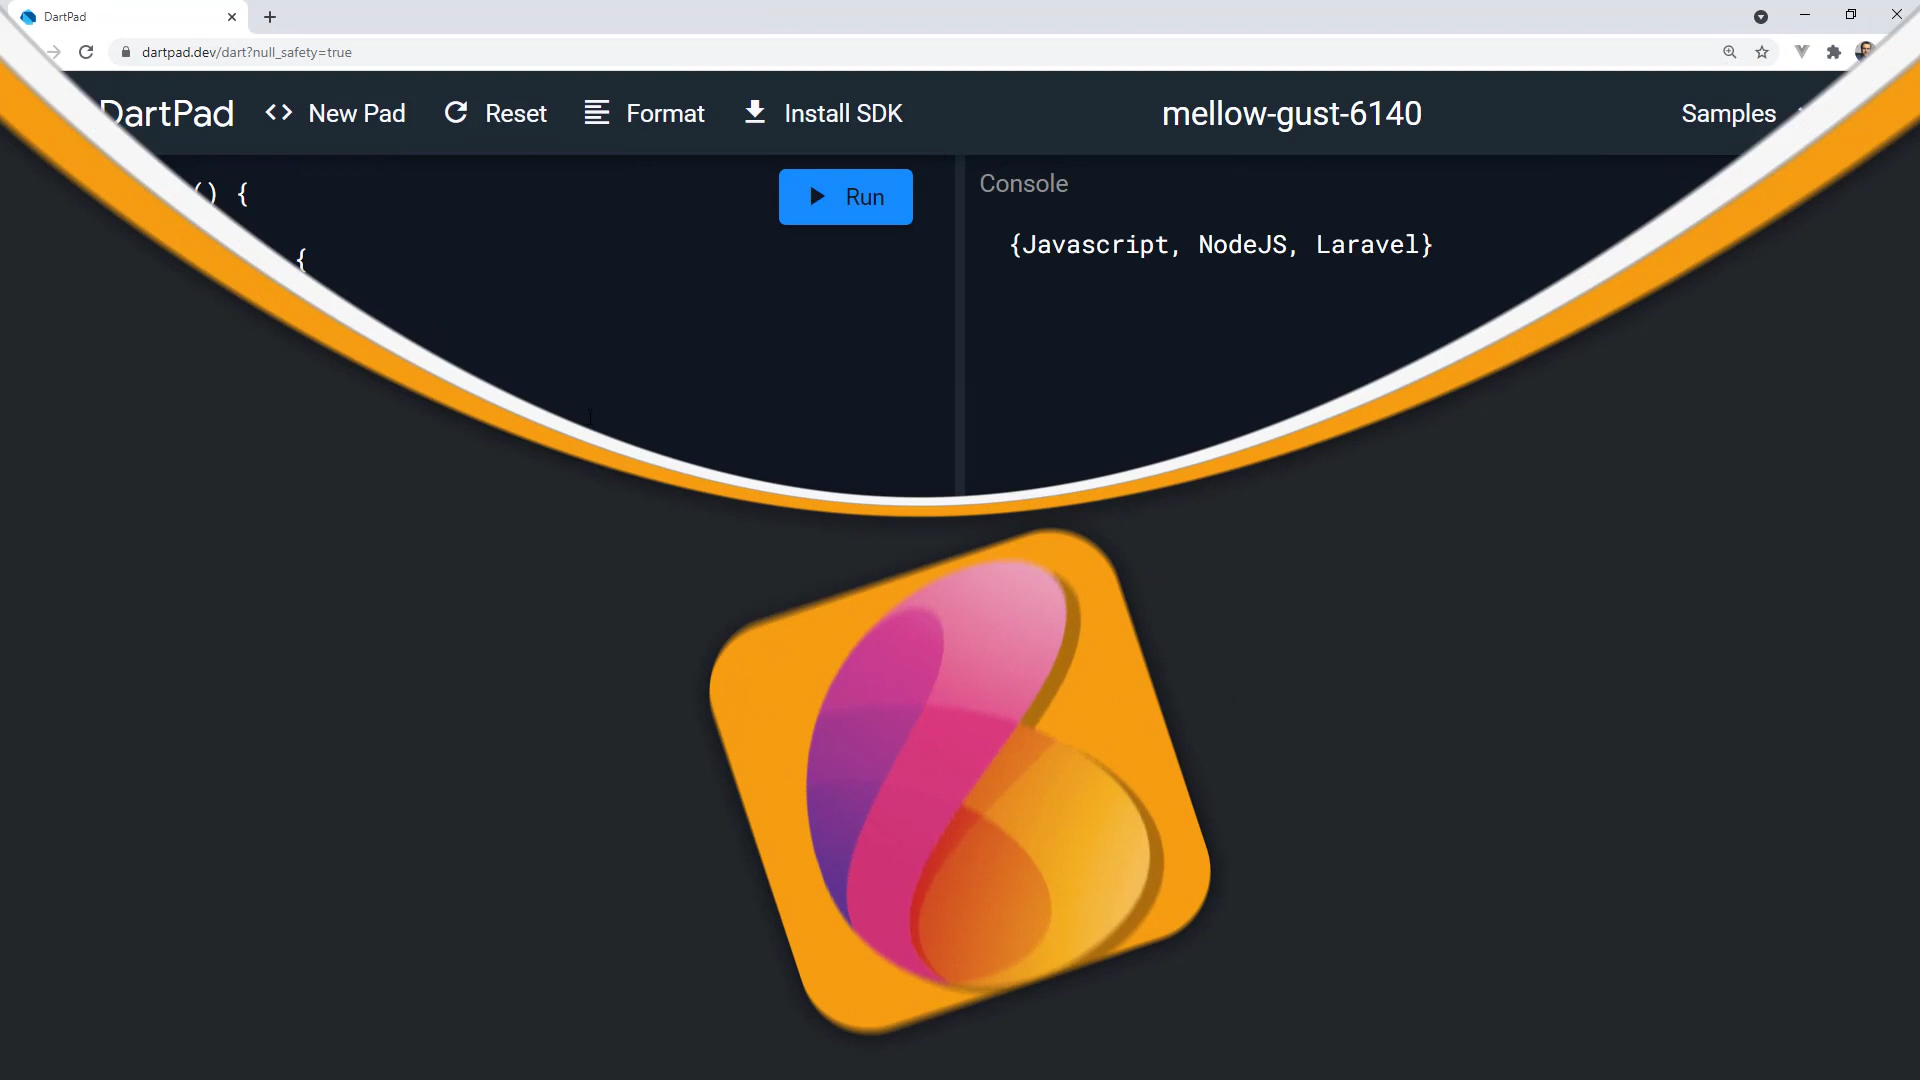 DartPad
dartpad.dev/dart?null_safety=true
DartPad
<> New Pad
Reset
Format
Install SDK
mellow-gust-6140
Samples
() {
{
Run
Console
{Javascript, NodeJS, Laravel}